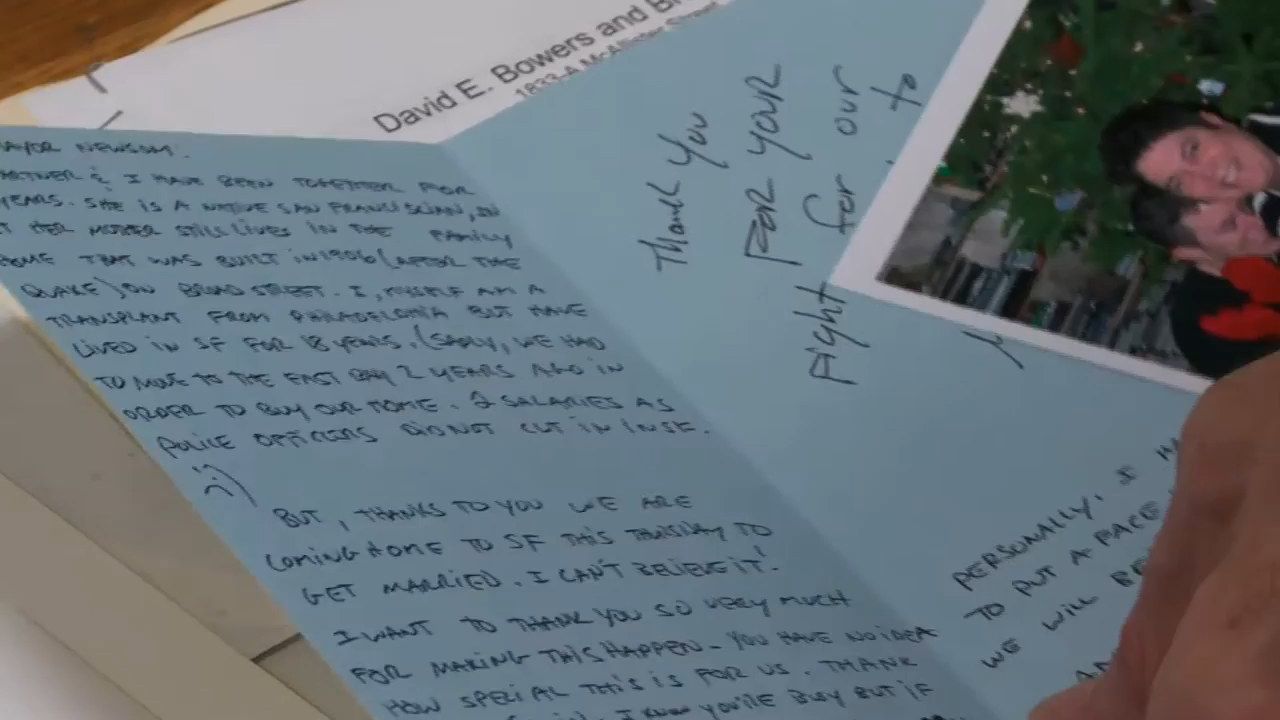 David E. Bowers and
1833-A McAllister Street
MAYOR NEWSOM:
PARTNER & I HAVE BEEN TOGETHER FOR
YEARS. SHE IS A NATIVE SAN FRANCISCAN,
HER MOTHER STILL LIVES IN THE FAMILY
HOME THAT WAS BUILT IN 1906 (AFTER THE
QUAKE) ON BROAD STREET. I, MYSELF AM A
TRANSPLANT FROM PHILADELPHIA BUT HAVE
LIVED IN SF FOR 18 YEARS. (SADLY, WE HAD
TO MOVE TO THE EAST BAY 2 YEARS AGO IN
ORDER TO BUY OUR HOME. 2 SALARIES AS
POLICE OFFICERS DID NOT CUT IT IN SF.
:()
BUT, THANKS TO YOU WE ARE
COMING HOME TO SF THIS THURSDAY TO
GET MARRIED. I CAN'T BELIEVE IT!
I WANT TO THANK YOU SO VERY MUCH
FOR MAKING THIS HAPPEN - YOU HAVE NO IDEA
HOW SPECIAL THIS IS FOR US. THANK
I KNOW YOU'RE BUSY BUT IF
Thank You
FOR YOUR
Fight for our
to
PERSONALLY, I
TO PUT A FACE
WE WILL BE